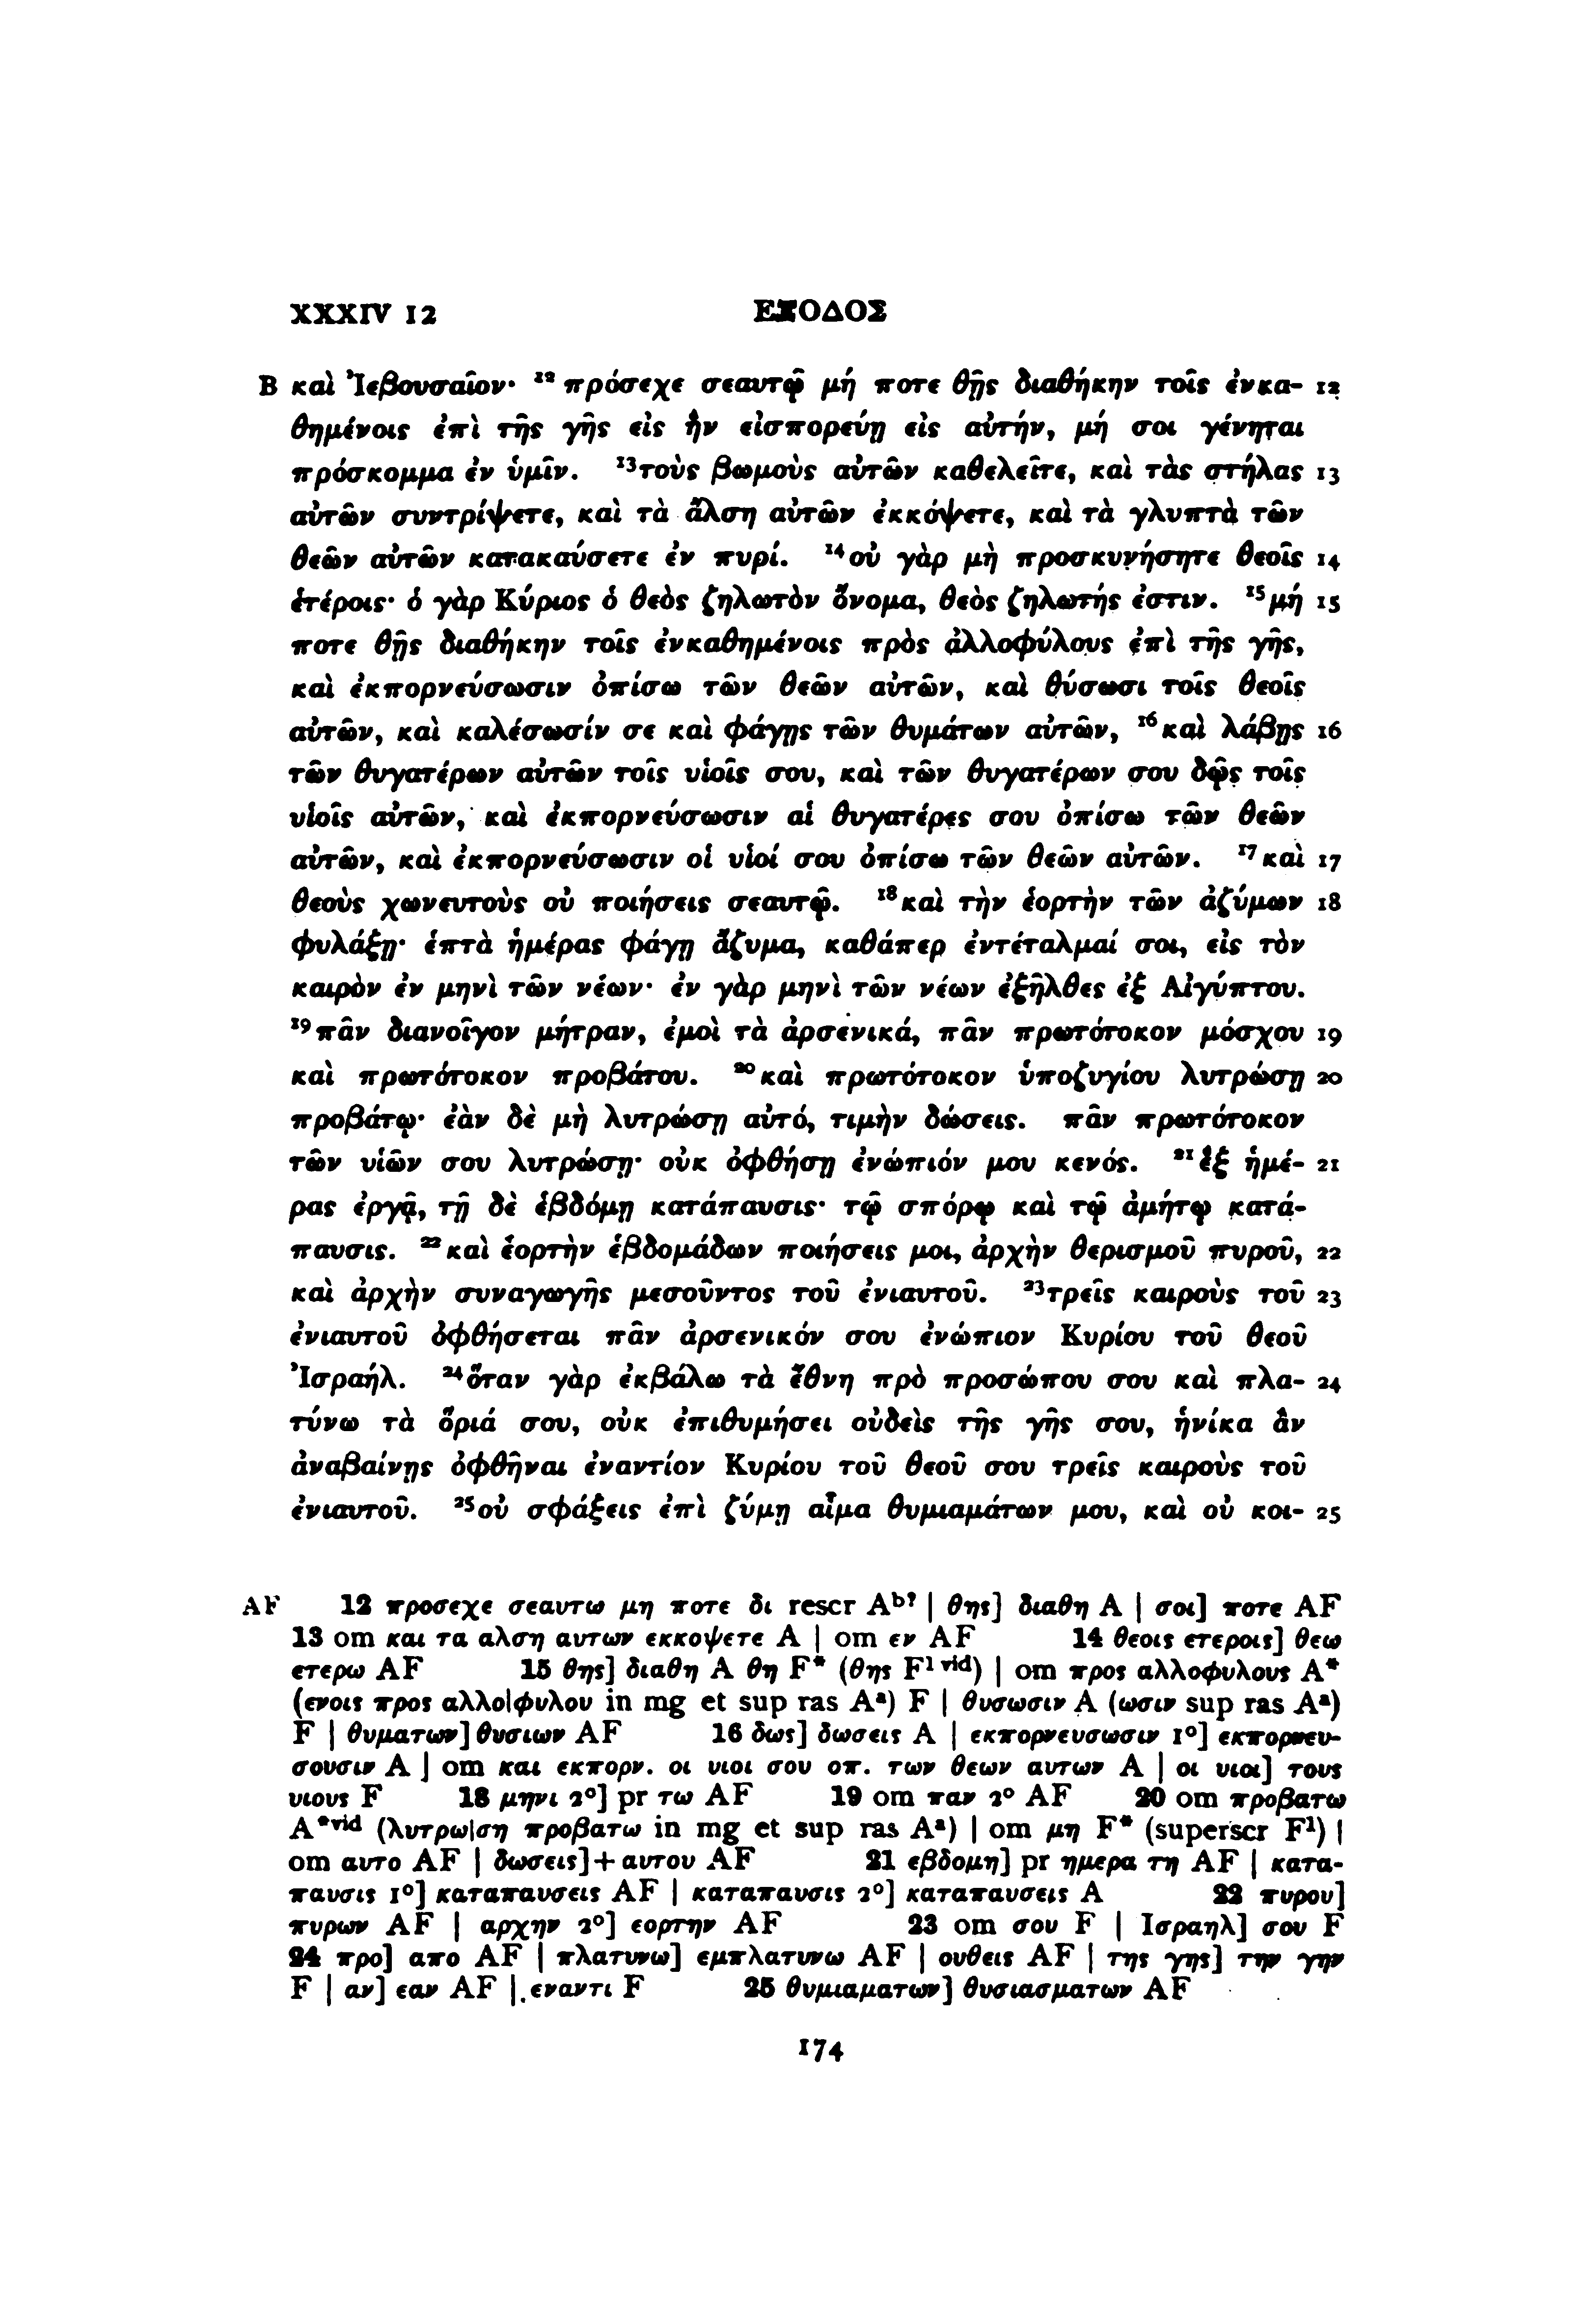 XXXIV 12 ΕΞΟΔΟΣ
B καὶ Ἰεβουσαῖον· ¹² πρόσεχε σεαυτῷ μή ποτε θῇς διαθήκην τοῖς ἐνκα- 12
θημένοις ἐπὶ τῆς γῆς εἰς ἣν εἰσπορεύῃ εἰς αὐτήν, μή σοι γένηται
πρόσκομμα ἐν ὑμῖν. ¹³τοὺς βωμοὺς αὐτῶν καθελεῖτε, καὶ τὰς στήλας 13
αὐτῶν συντρίψετε, καὶ τὰ ἄλση αὐτῶν ἐκκόψετε, καὶ τὰ γλυπτὰ τῶν
θεῶν αὐτῶν κατακαύσετε ἐν πυρί. ¹⁴οὐ γὰρ μὴ προσκυνήσητε θεοῖς 14
ἑτέροις· ὁ γὰρ Κύριος ὁ θεὸς ζηλωτὸν ὄνομα, θεὸς ζηλωτής ἐστιν. ¹⁵μή 15
ποτε θῇς διαθήκην τοῖς ἐνκαθημένοις πρὸς ἀλλοφύλους ἐπὶ τῆς γῆς,
καὶ ἐκπορνεύσωσιν ὀπίσω τῶν θεῶν αὐτῶν, καὶ θύσωσι τοῖς θεοῖς
αὐτῶν, καὶ καλέσωσίν σε καὶ φάγῃς τῶν θυμάτων αὐτῶν, ¹⁶καὶ λάβῃς 16
τῶν θυγατέρων αὐτῶν τοῖς υἱοῖς σου, καὶ τῶν θυγατέρων σου δῷς τοῖς
υἱοῖς αὐτῶν, καὶ ἐκπορνεύσωσιν αἱ θυγατέρες σου ὀπίσω τῶν θεῶν
αὐτῶν, καὶ ἐκπορνεύσωσιν οἱ υἱοί σου ὀπίσω τῶν θεῶν αὐτῶν. ¹⁷καὶ 17
θεοὺς χωνευτοὺς οὐ ποιήσεις σεαυτῷ. ¹⁸καὶ τὴν ἑορτὴν τῶν ἀζύμων 18
φυλάξῃ· ἑπτὰ ἡμέρας φάγῃ ἄζυμα, καθάπερ ἐντέταλμαί σοι, εἰς τὸν
καιρὸν ἐν μηνὶ τῶν νέων· ἐν γὰρ μηνὶ τῶν νέων ἐξῆλθες ἐξ Αἰγύπτου.
¹⁹πᾶν διανοῖγον μήτραν, ἐμοὶ τὰ ἀρσενικά, πᾶν πρωτότοκον μόσχου 19
καὶ πρωτότοκον προβάτου. ²⁰καὶ πρωτότοκον ὑποζυγίου λυτρώσῃ 20
προβάτῳ· ἐὰν δὲ μὴ λυτρώσῃ αὐτό, τιμὴν δώσεις. πᾶν πρωτότοκον
τῶν υἱῶν σου λυτρώσῃ· οὐκ ὀφθήσῃ ἐνώπιόν μου κενός. ²¹ἓξ ἡμέ- 21
ρας ἐργᾷ, τῇ δὲ ἑβδόμῃ κατάπαυσις· τῷ σπόρῳ καὶ τῷ ἀμήτῳ κατά-
παυσις. ²²καὶ ἑορτὴν ἑβδομάδων ποιήσεις μοι, ἀρχὴν θερισμοῦ πυροῦ, 22
καὶ ἀρχὴν συναγωγῆς μεσοῦντος τοῦ ἐνιαυτοῦ. ²³τρεῖς καιροὺς τοῦ 23
ἐνιαυτοῦ ὀφθήσεται πᾶν ἀρσενικόν σου ἐνώπιον Κυρίου τοῦ θεοῦ
Ἰσραήλ. ²⁴ὅταν γὰρ ἐκβάλω τὰ ἔθνη πρὸ προσώπου σου καὶ πλα- 24
τύνω τὰ ὅριά σου, οὐκ ἐπιθυμήσει οὐδεὶς τῆς γῆς σου, ἡνίκα ἂν
ἀναβαίνῃς ὀφθῆναι ἐναντίον Κυρίου τοῦ θεοῦ σου τρεῖς καιροὺς τοῦ
ἐνιαυτοῦ. ²⁵οὐ σφάξεις ἐπὶ ζύμῃ αἷμα θυμιαμάτων μου, καὶ οὐ κοι- 25
AF 12 προσεχε σεαυτω μη ποτε δι rescr Aᵇ? | θης] διαθη A | σοι] ποτε AF
13 om και τα αλση αυτων εκκοψετε A | om εν AF 14 θεοις ετεροις] θεω
ετερω AF 15 θης] διαθη A θη F* (θης F¹ ᵛⁱᵈ) | om προς αλλοφυλους A*
(ενοις προς αλλο|φυλου in mg et sup ras Aᵃ) F | θυσωσιν A (ωσιν sup ras Aᵃ)
F | θυματων] θυσιων AF 16 δως] δωσεις A | εκπορνευσωσιν 1°] εκπορνευ-
σουσιν A | om και εκπορν. οι υιοι σου οπ. των θεων αυτων A | οι υιοι] τους
υιους F 18 μηνι 2°] pr τω AF 19 om παν 2° AF 20 om προβατω
A*ᵛⁱᵈ (λυτρω|ση προβατω in mg et sup ras Aᵃ) | om μη F* (superscr F¹) |
om αυτο AF | δωσεις]+αυτου AF 21 εβδομη] pr ημερα τη AF | κατα-
παυσις 1°] καταπαυσεις AF | καταπαυσις 2°] καταπαυσεις A 22 πυρου]
πυρων AF | αρχην 2°] εορτην AF 23 om σου F | Ισραηλ] σου F
24 προ] απο AF | πλατυνω] εμπλατυνω AF | ουθεις AF | της γης] την γην
F | αν] εαν AF | εναντι F 25 θυμιαματων] θυσιασματων AF
174